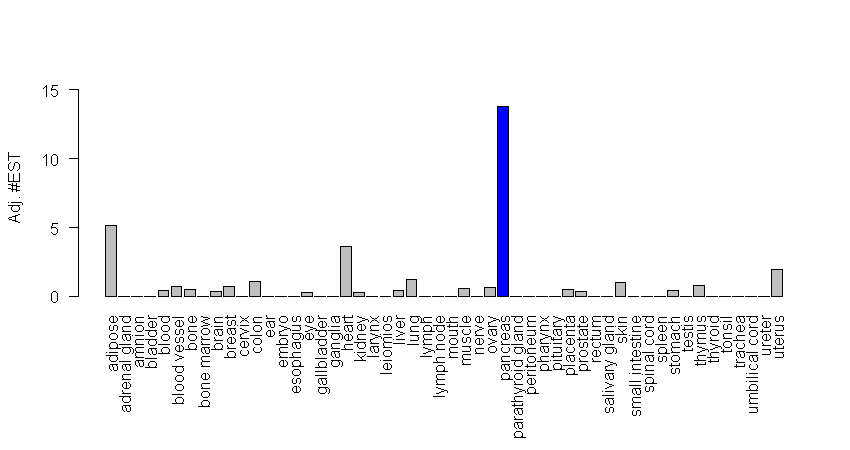 Adj. #EST
15
10
5
0
adipose
adrenal gland
amnion
bladder
blood
blood vessel
bone
bone marrow
brain
breast
cervix
colon
ear
embryo
esophagus
eye
gallbladder
ganglia
heart
kidney
larynx
leiomios
liver
lung
lymph
lymph node
mouth
muscle
nerve
ovary
pancreas
parathyroid gland
peritoneum
pharynx
pituitary
placenta
prostate
rectum
salivary gland
skin
small intestine
spinal cord
spleen
stomach
testis
thymus
thyroid
tonsil
trachea
umbilical cord
ureter
uterus